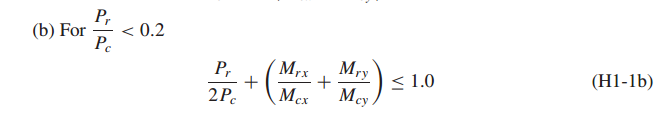 (b) For P_r/P_c < 0.2
P_r/2P_c + (M_rx/M_cx + M_ry/M_cy) ≤ 1.0 (H1-1b)